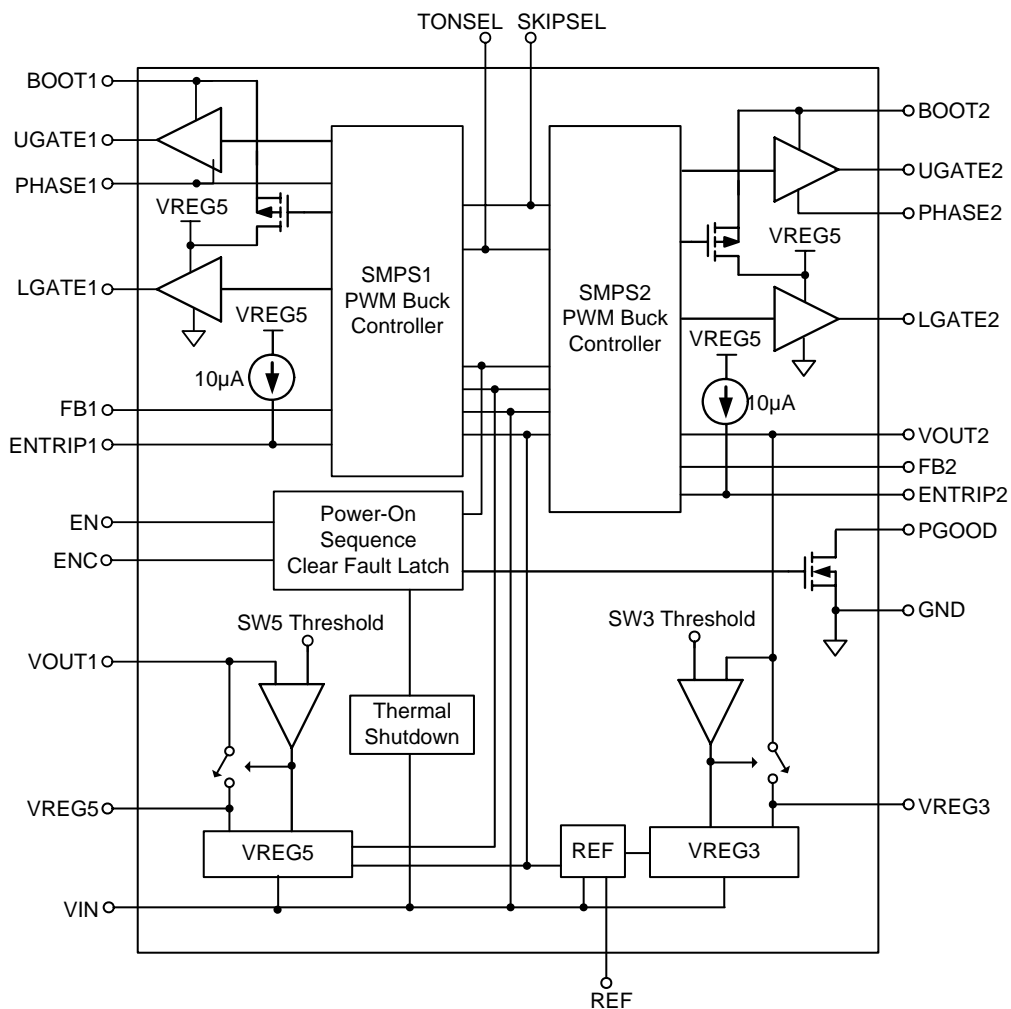 TONSEL SKIPSEL
BOOT1
UGATE1
PHASE1
VREG5
LGATE1
VREG5
10µA
FB1
ENTRIP1
SMPS1
PWM Buck
Controller
SMPS2
PWM Buck
Controller
BOOT2
UGATE2
PHASE2
VREG5
LGATE2
VREG5
10µA
VOUT2
FB2
ENTRIP2
EN
ENC
Power-On
Sequence
Clear Fault Latch
PGOOD
GND
SW5 Threshold
SW3 Threshold
VOUT1
Thermal
Shutdown
VREG5
VREG3
VREG5
REF
VREG3
VIN
REF